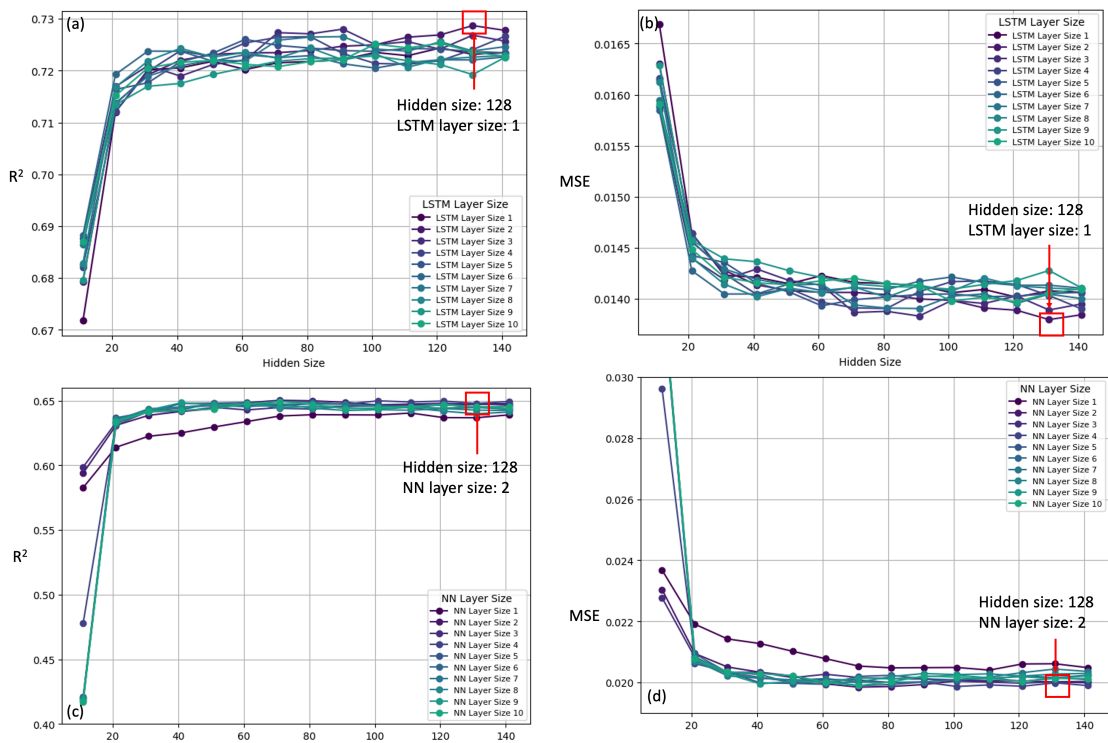 (a)
0.73
0.72
0.71
0.70
0.69
0.68
0.67
R²
Hidden size: 128
LSTM layer size: 1
LSTM Layer Size
LSTM Layer Size 1
LSTM Layer Size 2
LSTM Layer Size 3
LSTM Layer Size 4
LSTM Layer Size 5
LSTM Layer Size 6
LSTM Layer Size 7
LSTM Layer Size 8
LSTM Layer Size 9
LSTM Layer Size 10
20 40 60 80 100 120 140
Hidden Size
(b)
0.0165
0.0160
0.0155
0.0150
0.0145
0.0140
MSE
LSTM Layer Size
LSTM Layer Size 1
LSTM Layer Size 2
LSTM Layer Size 3
LSTM Layer Size 4
LSTM Layer Size 5
LSTM Layer Size 6
LSTM Layer Size 7
LSTM Layer Size 8
LSTM Layer Size 9
LSTM Layer Size 10
Hidden size: 128
LSTM layer size: 1
20 40 60 80 100 120 140
Hidden Size
0.65
0.60
0.55
0.50
0.45
0.40
R²
Hidden size: 128
NN layer size: 2
NN Layer Size
NN Layer Size 1
NN Layer Size 2
NN Layer Size 3
NN Layer Size 4
NN Layer Size 5
NN Layer Size 6
NN Layer Size 7
NN Layer Size 8
NN Layer Size 9
NN Layer Size 10
(c)
20 40 60 80 100 120 140
0.030
0.028
0.026
0.024
0.022
0.020
MSE
NN Layer Size
NN Layer Size 1
NN Layer Size 2
NN Layer Size 3
NN Layer Size 4
NN Layer Size 5
NN Layer Size 6
NN Layer Size 7
NN Layer Size 8
NN Layer Size 9
NN Layer Size 10
Hidden size: 128
NN layer size: 2
(d)
20 40 60 80 100 120 140